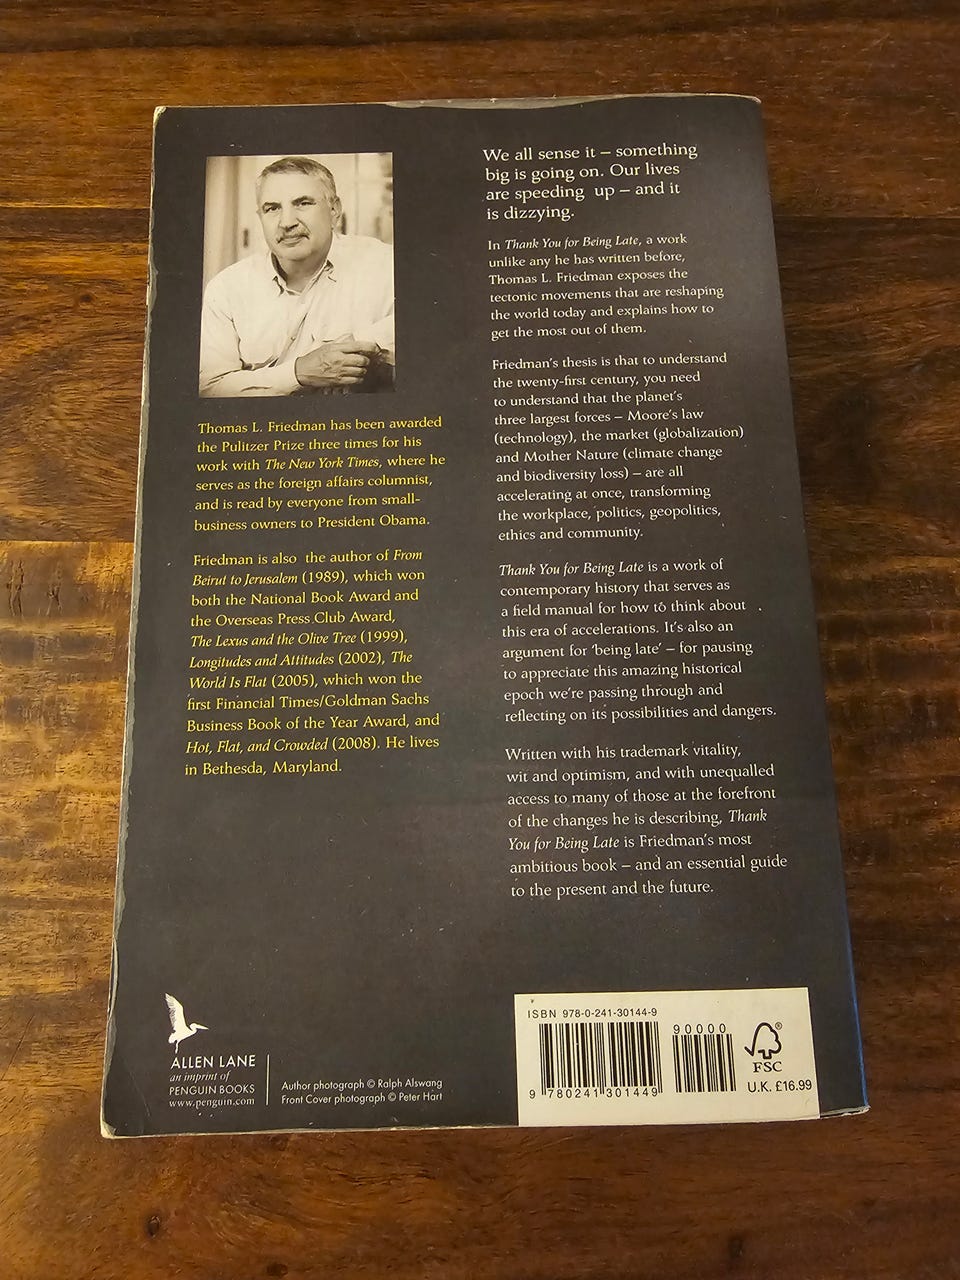 Thomas L. Friedman has been awarded
the Pulitzer Prize three times for his
work with The New York Times, where he
serves as the foreign affairs columnist,
and is read by everyone from small-
business owners to President Obama.
Friedman is also the author of From
Beirut to Jerusalem (1989), which won
both the National Book Award and
the Overseas Press Club Award,
The Lexus and the Olive Tree (1999),
Longitudes and Attitudes (2002), The
World Is Flat (2005), which won the
first Financial Times/Goldman Sachs
Business Book of the Year Award, and
Hot, Flat, and Crowded (2008). He lives
in Bethesda, Maryland.
We all sense it – something
big is going on. Our lives
are speeding up – and it
is dizzying.
In Thank You for Being Late, a work
unlike any he has written before,
Thomas L. Friedman exposes the
tectonic movements that are reshaping
the world today and explains how to
get the most out of them.
Friedman's thesis is that to understand
the twenty-first century, you need
to understand that the planet's
three largest forces – Moore's law
(technology), the market (globalization)
and Mother Nature (climate change
and biodiversity loss) – are all
accelerating at once, transforming
the workplace, politics, geopolitics,
ethics and community.
Thank You for Being Late is a work of
contemporary history that serves as
a field manual for how to think about
this era of accelerations. It's also an
argument for 'being late' – for pausing
to appreciate this amazing historical
epoch we're passing through and
reflecting on its possibilities and dangers.
Written with his trademark vitality,
wit and optimism, and with unequalled
access to many of those at the forefront
of the changes he is describing, Thank
You for Being Late is Friedman's most
ambitious book – and an essential guide
to the present and the future.
ALLEN LANE
an imprint of
PENGUIN BOOKS
www.penguin.com
Author photograph © Ralph Alswang
Front Cover photograph © Peter Hart
ISBN 978-0-241-30144-9
90000
9 780241 301449
®
FSC
U.K. £16.99